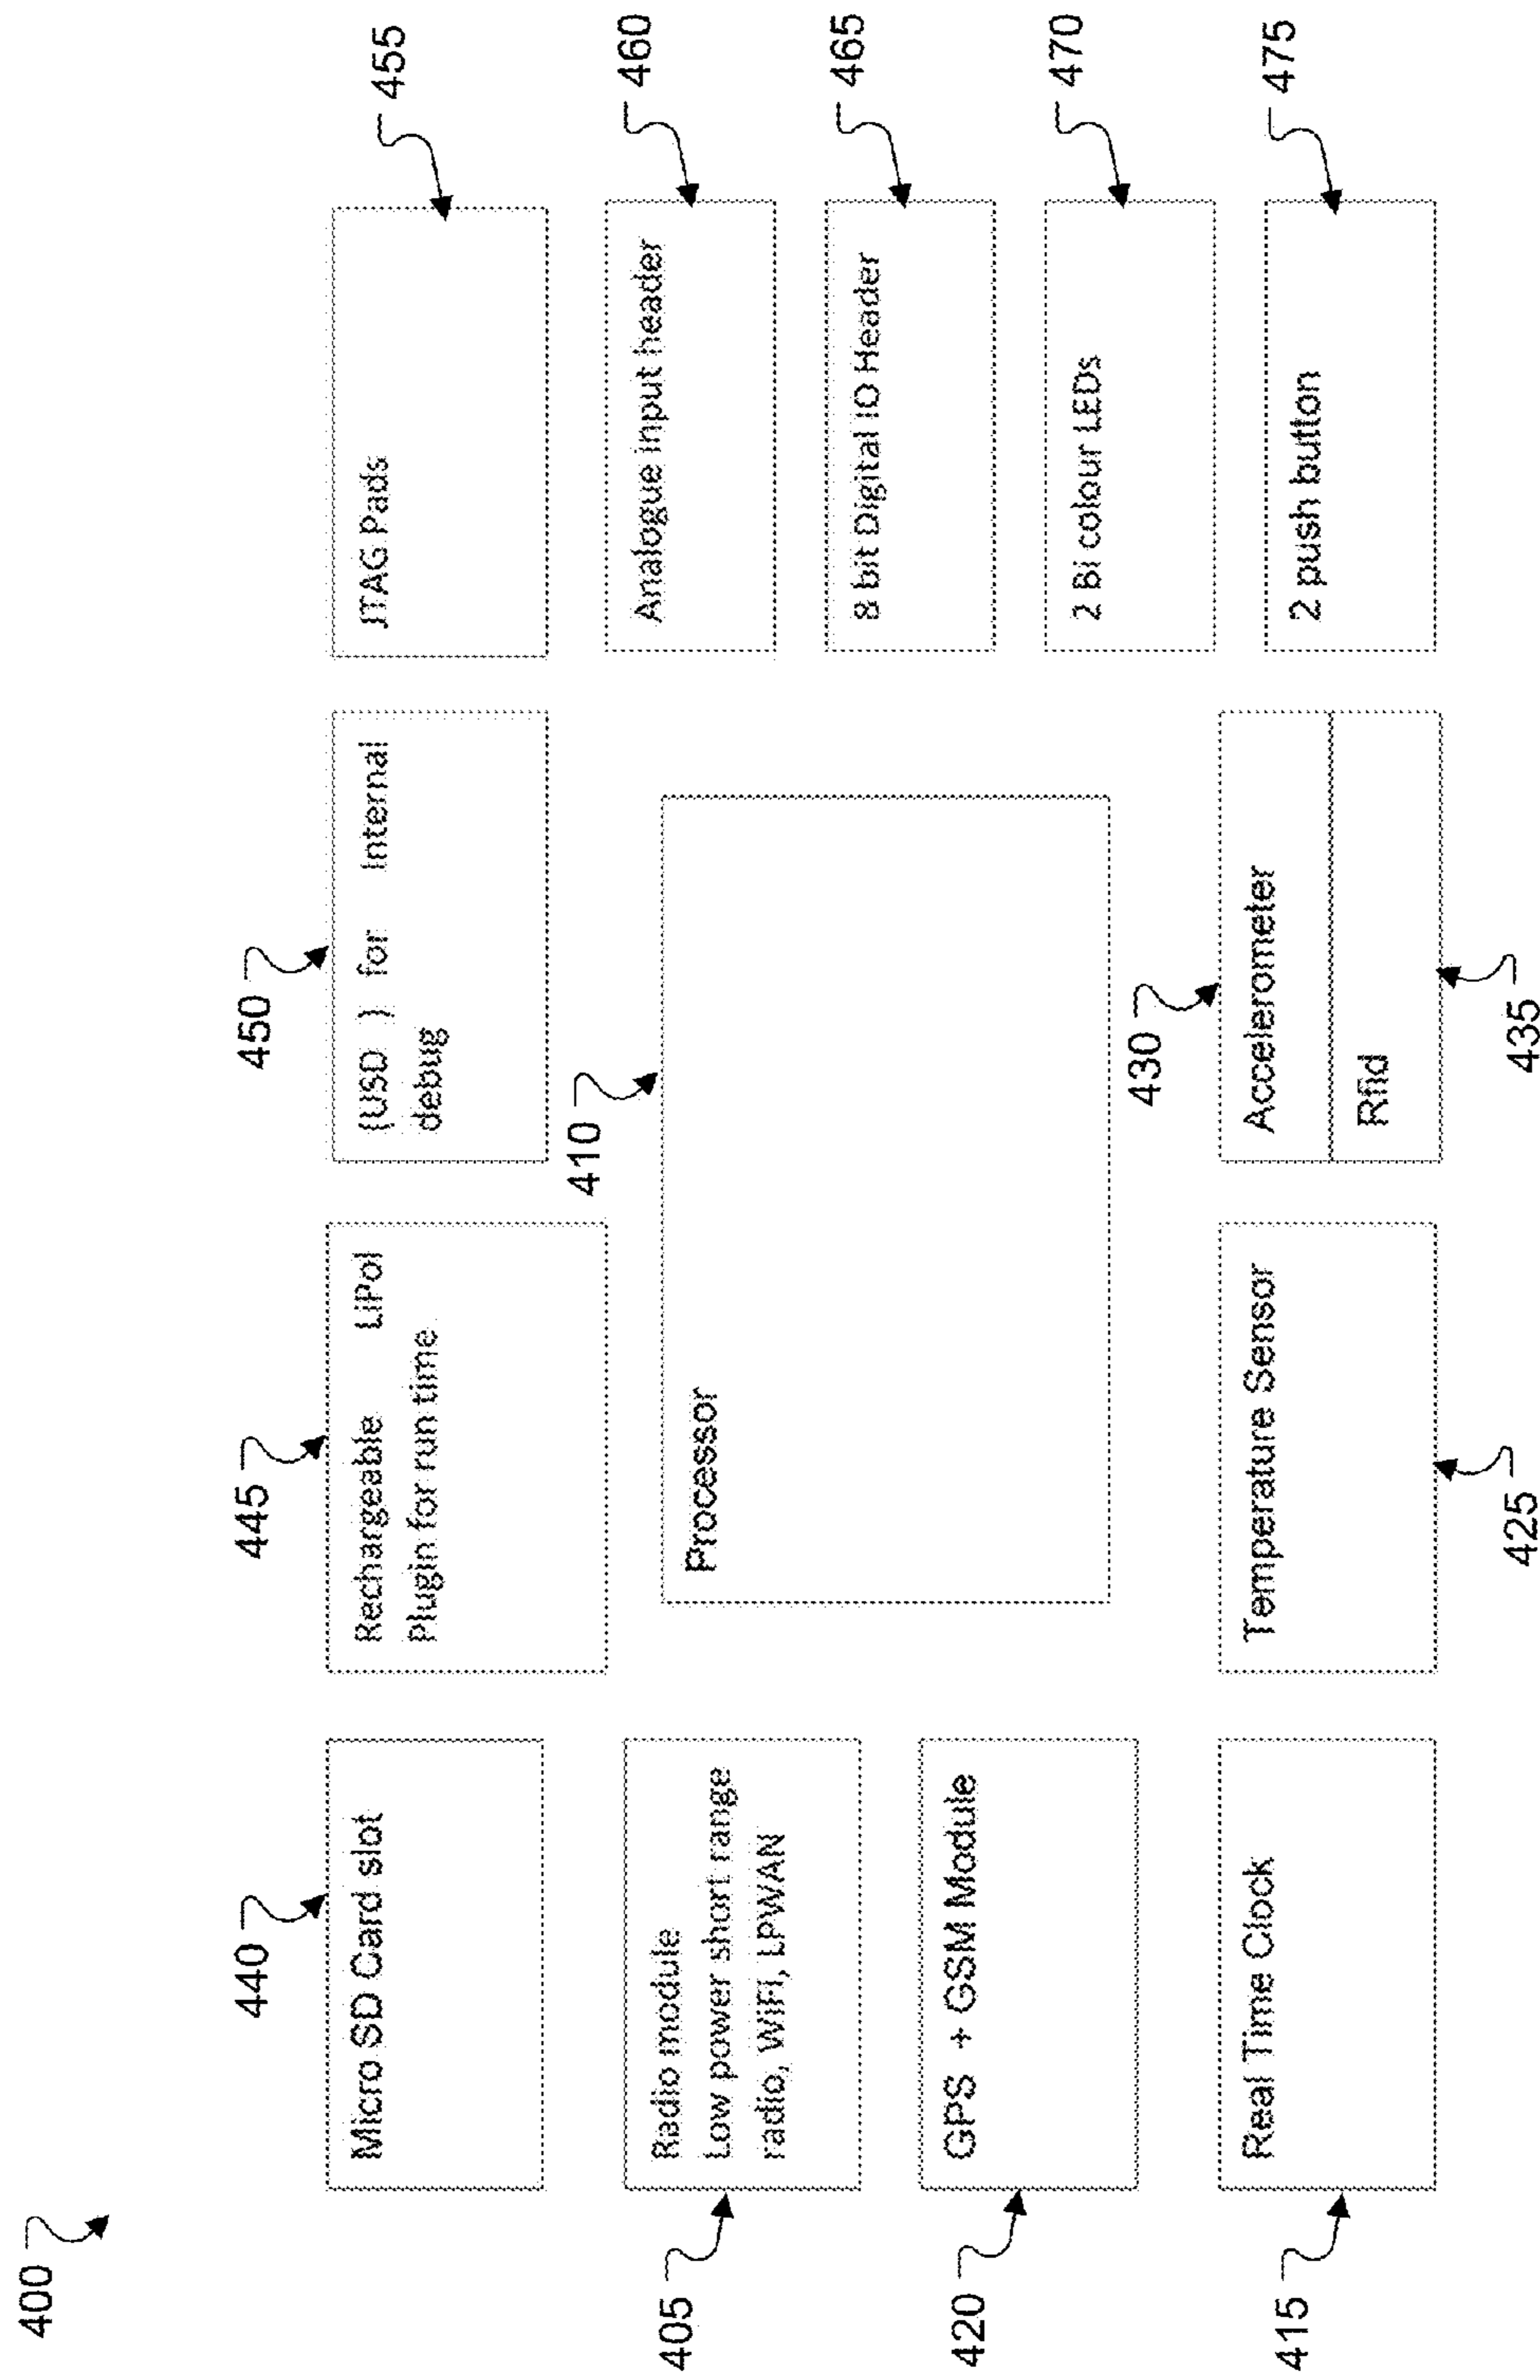 400
440
445
450
455
Micro SD Card slot
Rechargeable LiPol
Plugin for run time
(USD ) for Internal
debug
JTAG Pads
405
Radio module
Low power short range
radio, WiFi, LPWAN
410
Processor
Analogue input header
460
8 bit Digital IO Header
465
420
GPS + GSM Module
2 Bi colour LEDs
470
415
Real Time Clock
Temperature Sensor
425
430
Accelerometer
Rfid
435
2 push button
475